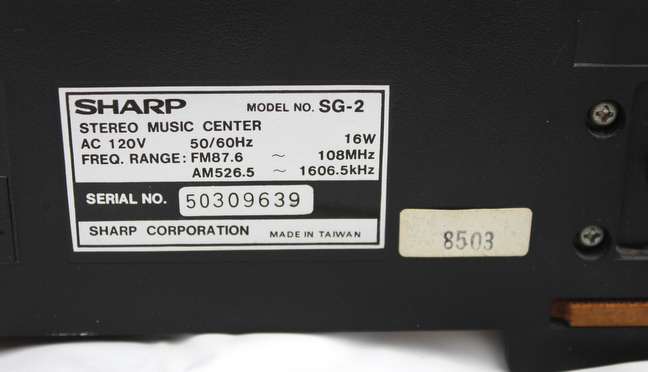 SHARP MODEL NO. SG-2
STEREO MUSIC CENTER
AC 120V 50/60Hz 16W
FREQ. RANGE: FM87.6 ~ 108MHz
AM526.5 ~ 1606.5kHz
SERIAL NO. 50309639
SHARP CORPORATION MADE IN TAIWAN
8503